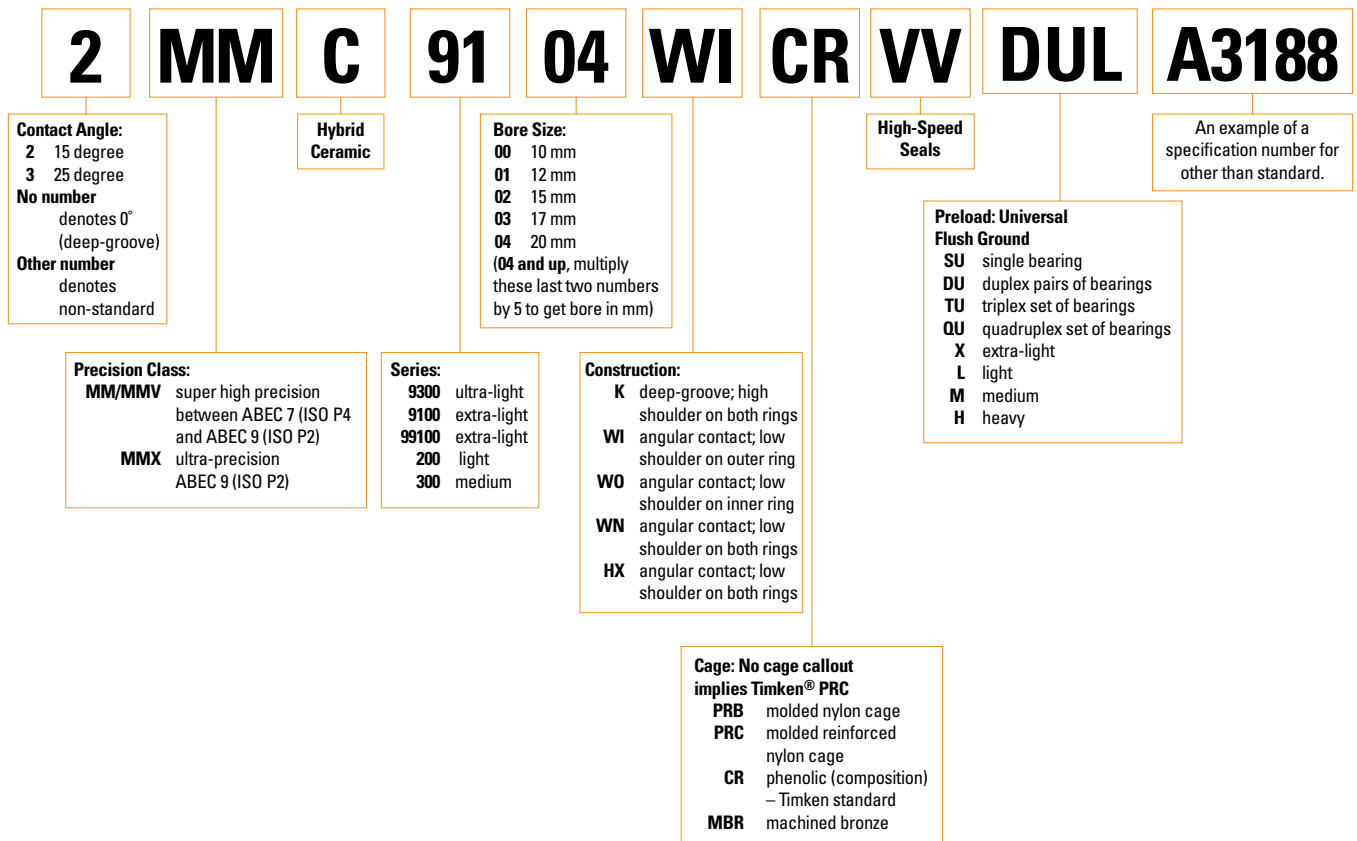 2 MM C 91 04 WI CR VV DUL A3188
Contact Angle:
2 15 degree
3 25 degree
No number
denotes 0˚
(deep-groove)
Other number
denotes
non-standard
Hybrid
Ceramic
Bore Size:
00 10 mm
01 12 mm
02 15 mm
03 17 mm
04 20 mm
(04 and up, multiply
these last two numbers
by 5 to get bore in mm)
High-Speed
Seals
An example of a
specification number for
other than standard.
Preload: Universal
Flush Ground
SU single bearing
DU duplex pairs of bearings
TU triplex set of bearings
QU quadruplex set of bearings
X extra-light
L light
M medium
H heavy
Precision Class:
MM/MMV super high precision
between ABEC 7 (ISO P4
and ABEC 9 (ISO P2)
MMX ultra-precision
ABEC 9 (ISO P2)
Series:
9300 ultra-light
9100 extra-light
99100 extra-light
200 light
300 medium
Construction:
K deep-groove; high
shoulder on both rings
WI angular contact; low
shoulder on outer ring
WO angular contact; low
shoulder on inner ring
WN angular contact; low
shoulder on both rings
HX angular contact; low
shoulder on both rings
Cage: No cage callout
implies Timken® PRC
PRB molded nylon cage
PRC molded reinforced
nylon cage
CR phenolic (composition)
– Timken standard
MBR machined bronze